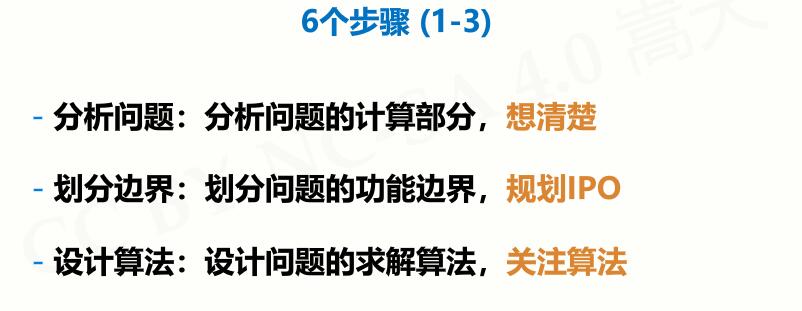 6个步骤 (1-3)
- 分析问题：分析问题的计算部分，想清楚
- 划分边界：划分问题的功能边界，规划IPO
- 设计算法：设计问题的求解算法，关注算法
CC BY-NC-SA 4.0 嵩天